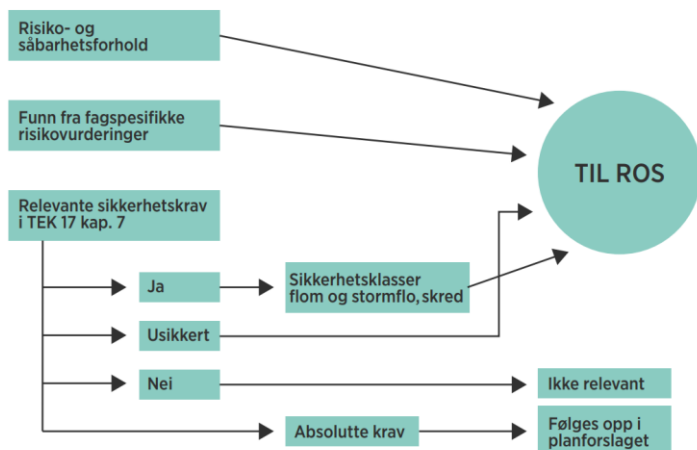 Risiko- og
såbarhetsforhold
Funn fra fagspesifikke
risikovurderinger
TIL ROS
Relevante sikkerhetskrav
i TEK 17 kap. 7
Ja
Sikkerhetsklasser
flom og stormflo, skred
Usikkert
Nei
Ikke relevant
Absolutte krav
Følges opp i
planforslaget